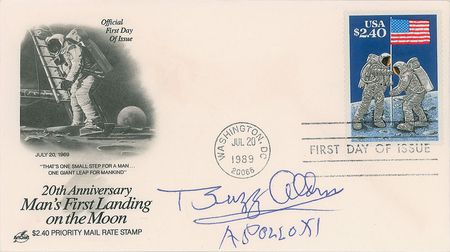 Official
First Day
Of Issue
USA
$2.40
WASHINGTON, DC
JUL 20
1989
20066
FIRST DAY OF ISSUE
JULY 20, 1969
"THAT'S ONE SMALL STEP FOR A MAN...
ONE GIANT LEAP FOR MANKIND"
20th Anniversary
Man's First Landing
on the Moon
$2.40 PRIORITY MAIL RATE STAMP
Buzz Aldrin
APOLLO XI